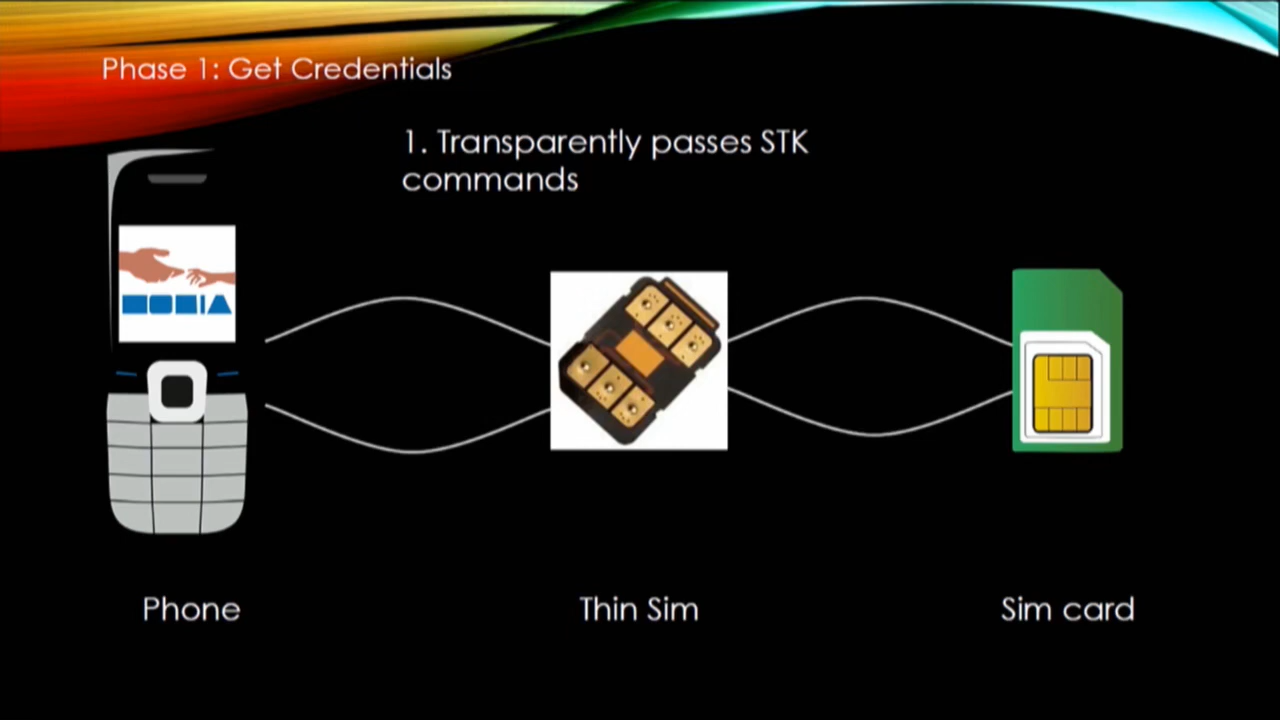 Phase 1: Get Credentials
1. Transparently passes STK
commands
Phone
Thin Sim
Sim card